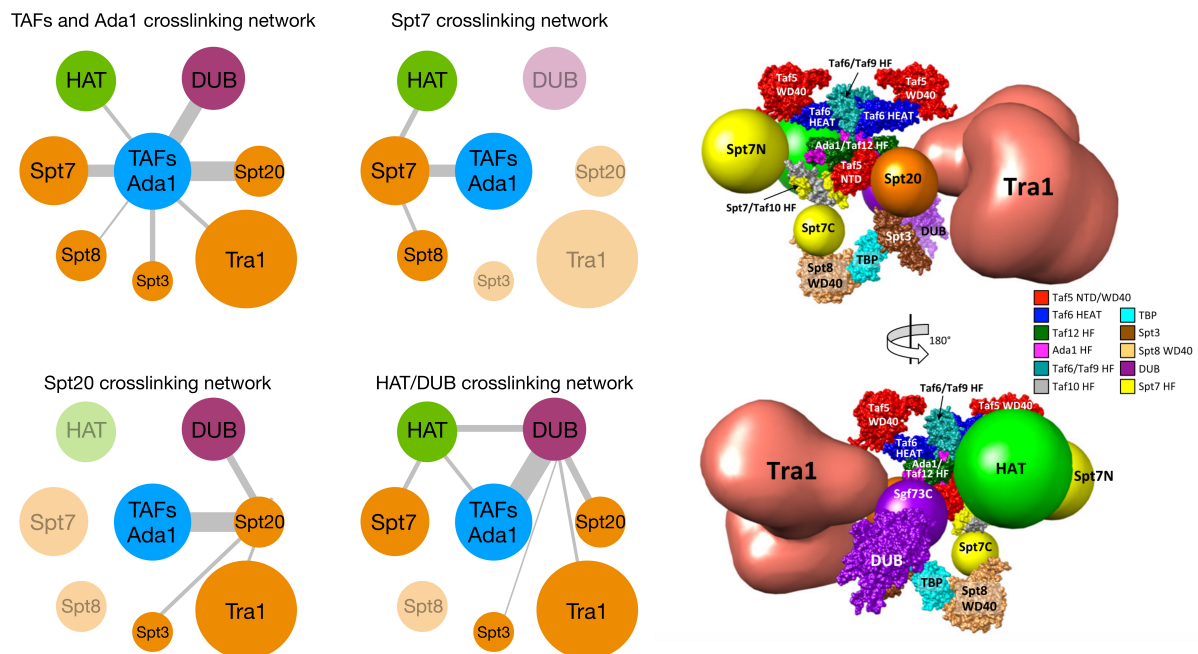 TAFs and Ada1 crosslinking network
HAT
DUB
Spt7
TAFs
Ada1
Spt20
Spt8
Spt3
Tra1
Spt7 crosslinking network
HAT
DUB
Spt7
TAFs
Ada1
Spt20
Spt8
Spt3
Tra1
Spt20 crosslinking network
HAT
DUB
Spt7
TAFs
Ada1
Spt20
Spt8
Spt3
Tra1
HAT/DUB crosslinking network
HAT
DUB
Spt7
TAFs
Ada1
Spt20
Spt8
Spt3
Tra1
Taf6/Taf9 HF
Taf5
WD40
Taf5
WD40
Taf6
HEAT
Taf6 HEAT
Spt7N
Ada1/Taf12 HF
Taf5
NTD
Spt20
Tra1
Spt7/Taf10 HF
Spt7C
Spt3
DUB
TBP
Spt8
WD40
Taf5 NTD/WD40
Taf6 HEAT
Taf12 HF
Ada1 HF
Taf6/Taf9 HF
Taf10 HF
TBP
Spt3
Spt8 WD40
DUB
Spt7 HF
180°
Taf6/Taf9 HF
Taf5
WD40
Taf5 WD40
Taf6
HEAT
Tra1
Ada1/
Taf12 HF
HAT
Spt7N
Sgf73C
DUB
Spt7C
TBP
Spt8
WD40